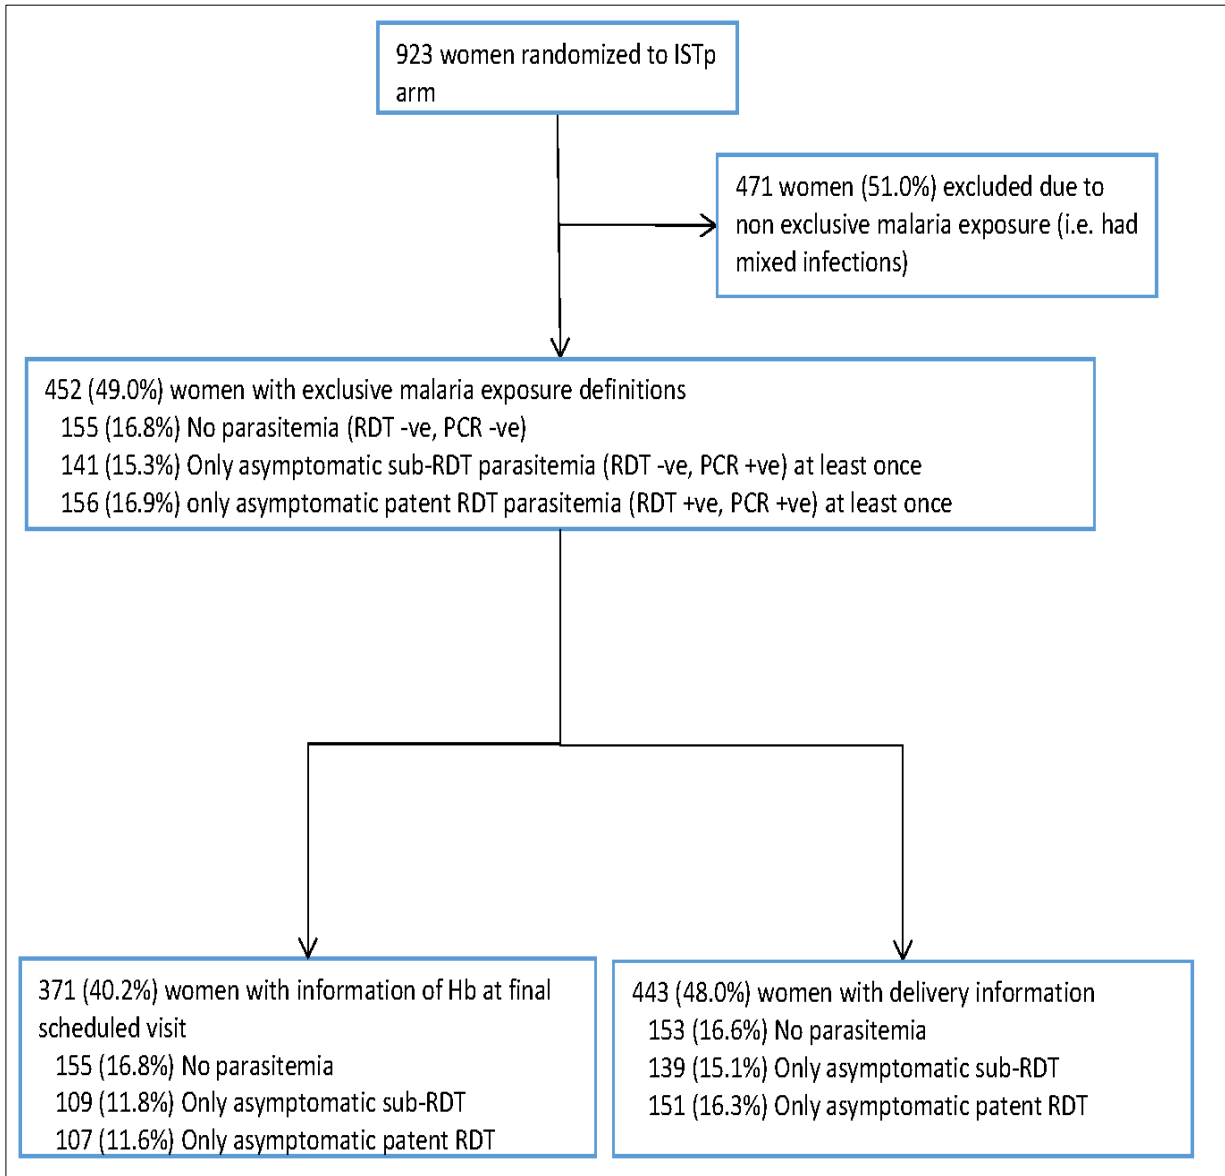 923 women randomized to ISTp
arm
471 women (51.0%) excluded due to
non exclusive malaria exposure (i.e. had
mixed infections)
452 (49.0%) women with exclusive malaria exposure definitions
155 (16.8%) No parasitemia (RDT -ve, PCR -ve)
141 (15.3%) Only asymptomatic sub-RDT parasitemia (RDT -ve, PCR +ve) at least once
156 (16.9%) only asymptomatic patent RDT parasitemia (RDT +ve, PCR +ve) at least once
371 (40.2%) women with information of Hb at final
scheduled visit
155 (16.8%) No parasitemia
109 (11.8%) Only asymptomatic sub-RDT
107 (11.6%) Only asymptomatic patent RDT
443 (48.0%) women with delivery information
153 (16.6%) No parasitemia
139 (15.1%) Only asymptomatic sub-RDT
151 (16.3%) Only asymptomatic patent RDT